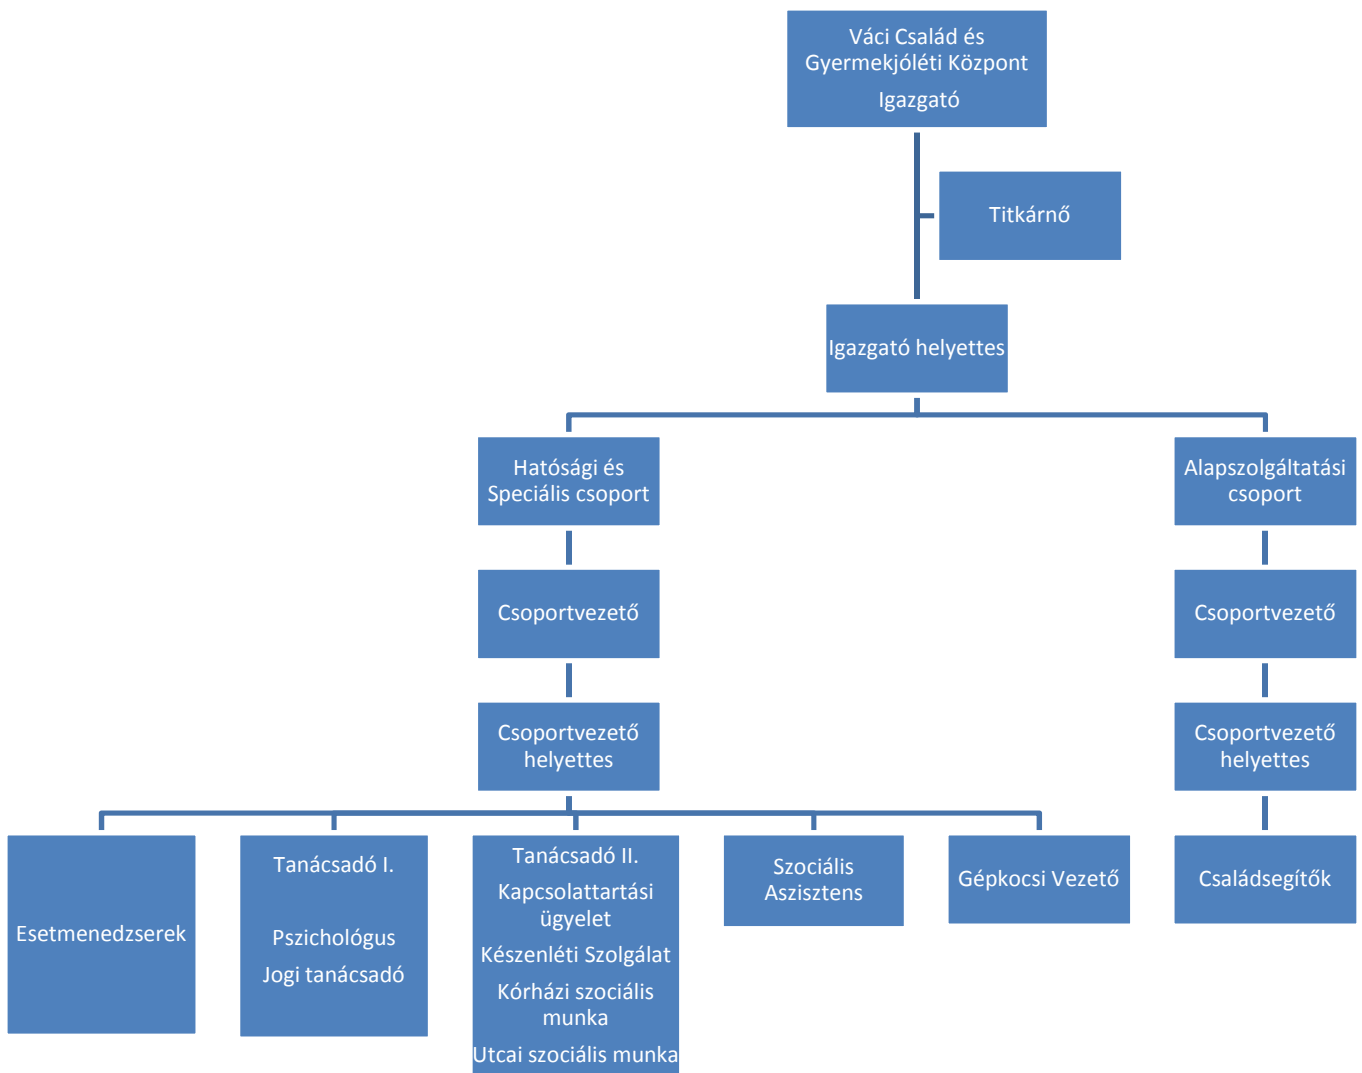 Váci Család és
Gyermekjóléti Központ
Igazgató
Titkárnő
Igazgató helyettes
Hatósági és
Speciális csoport
Alapszolgáltatási
csoport
Csoportvezető
Csoportvezető
Csoportvezető
helyettes
Csoportvezető
helyettes
Esetmenedzserek
Tanácsadó I.
Pszichológus
Jogi tanácsadó
Tanácsadó II.
Kapcsolattartási
ügyelet
Készenléti Szolgálat
Kórházi szociális
munka
Utcai szociális munka
Szociális
Aszisztens
Gépkocsi Vezető
Családsegítők